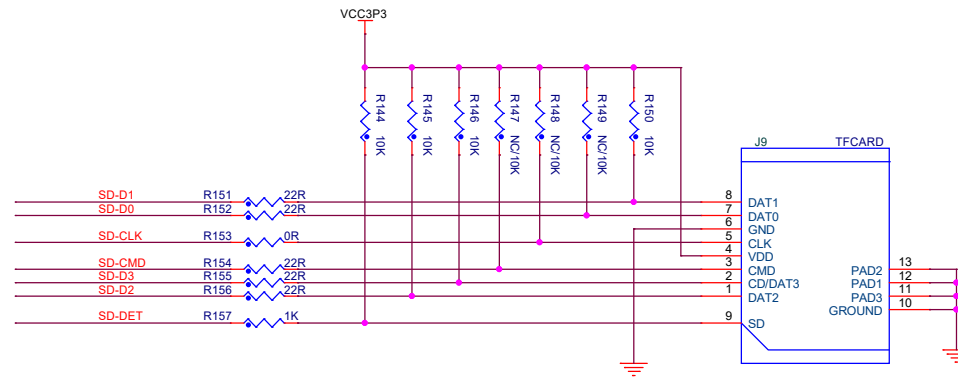 VCC3P3
R144 10K
R145 10K
R146 10K
R147 NC/10K
R148 NC/10K
R149 NC/10K
R150 10K
J9 TFCARD
SD-D1 R151 22R 8 DAT1
SD-D0 R152 22R 7 DAT0
6 GND
SD-CLK R153 0R 5 CLK
4 VDD
SD-CMD R154 22R 3 CMD PAD2 13
SD-D3 R155 22R 2 CD/DAT3 PAD1 12
SD-D2 R156 22R 1 DAT2 PAD3 11
GROUND 10
SD-DET R157 1K 9 SD